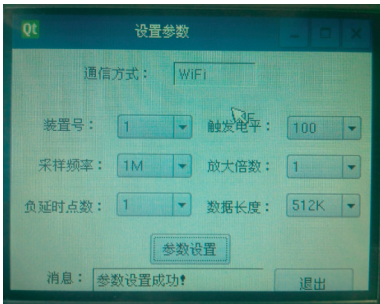 Qt 设置参数
通信方式： WiFi
装置号： 1 触发电平： 100
采样频率： 1M 放大倍数： 1
负延时点数： 1 数据长度： 512K
参数设置
消息： 参数设置成功!
退出